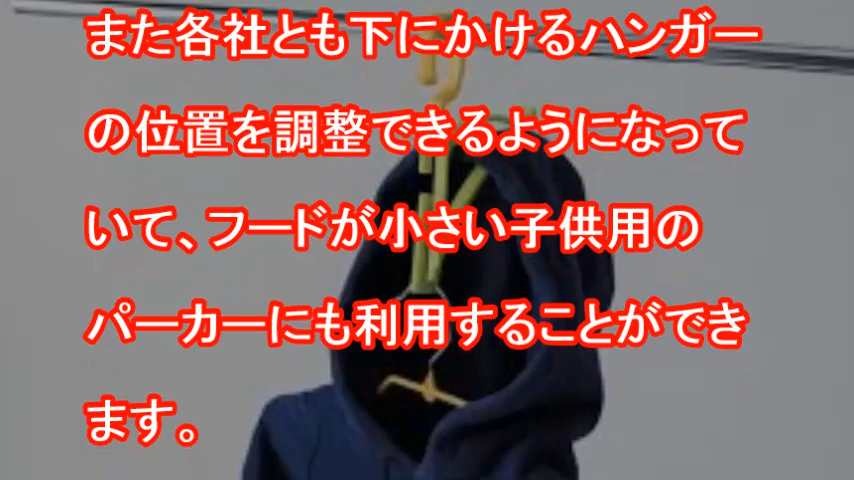 また各社とも下にかけるハンガー
の位置を調整できるようになって
いて、フードが小さい子供用の
パーカーにも利用することができ
ます。